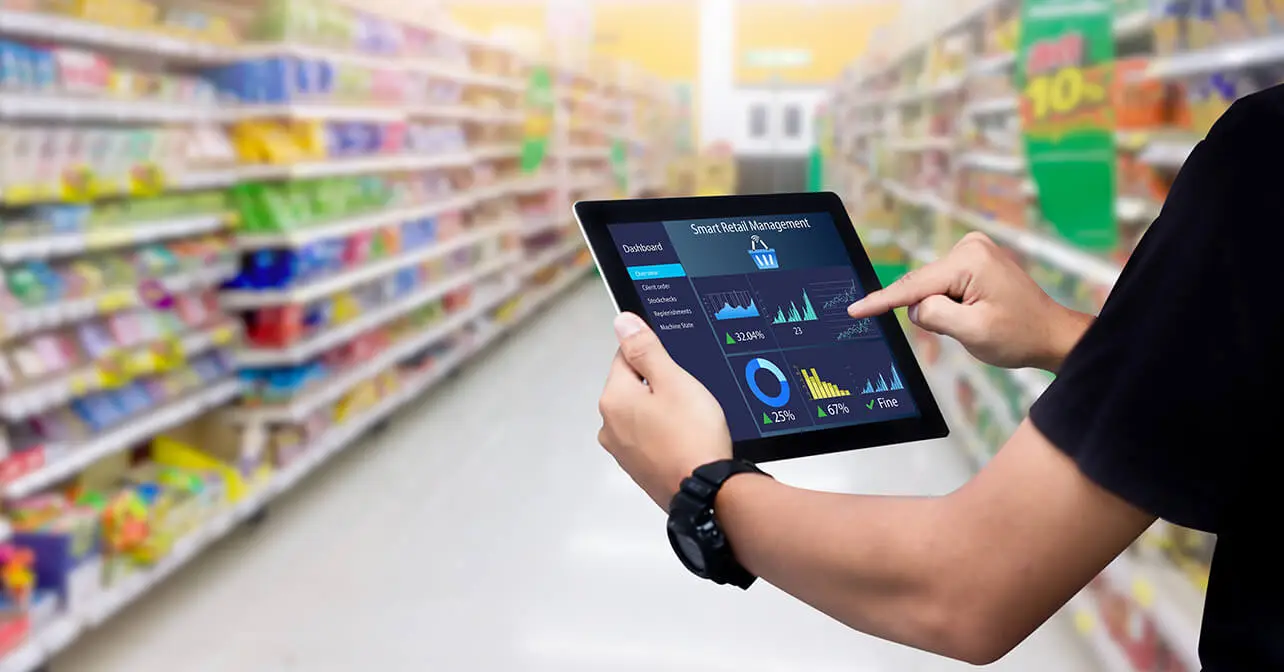 Smart Retail Management
Dashboard
Overview
Client order
Stockchecks
Replenishments
Machine State
32.04%
23
25%
67%
Fine
10%